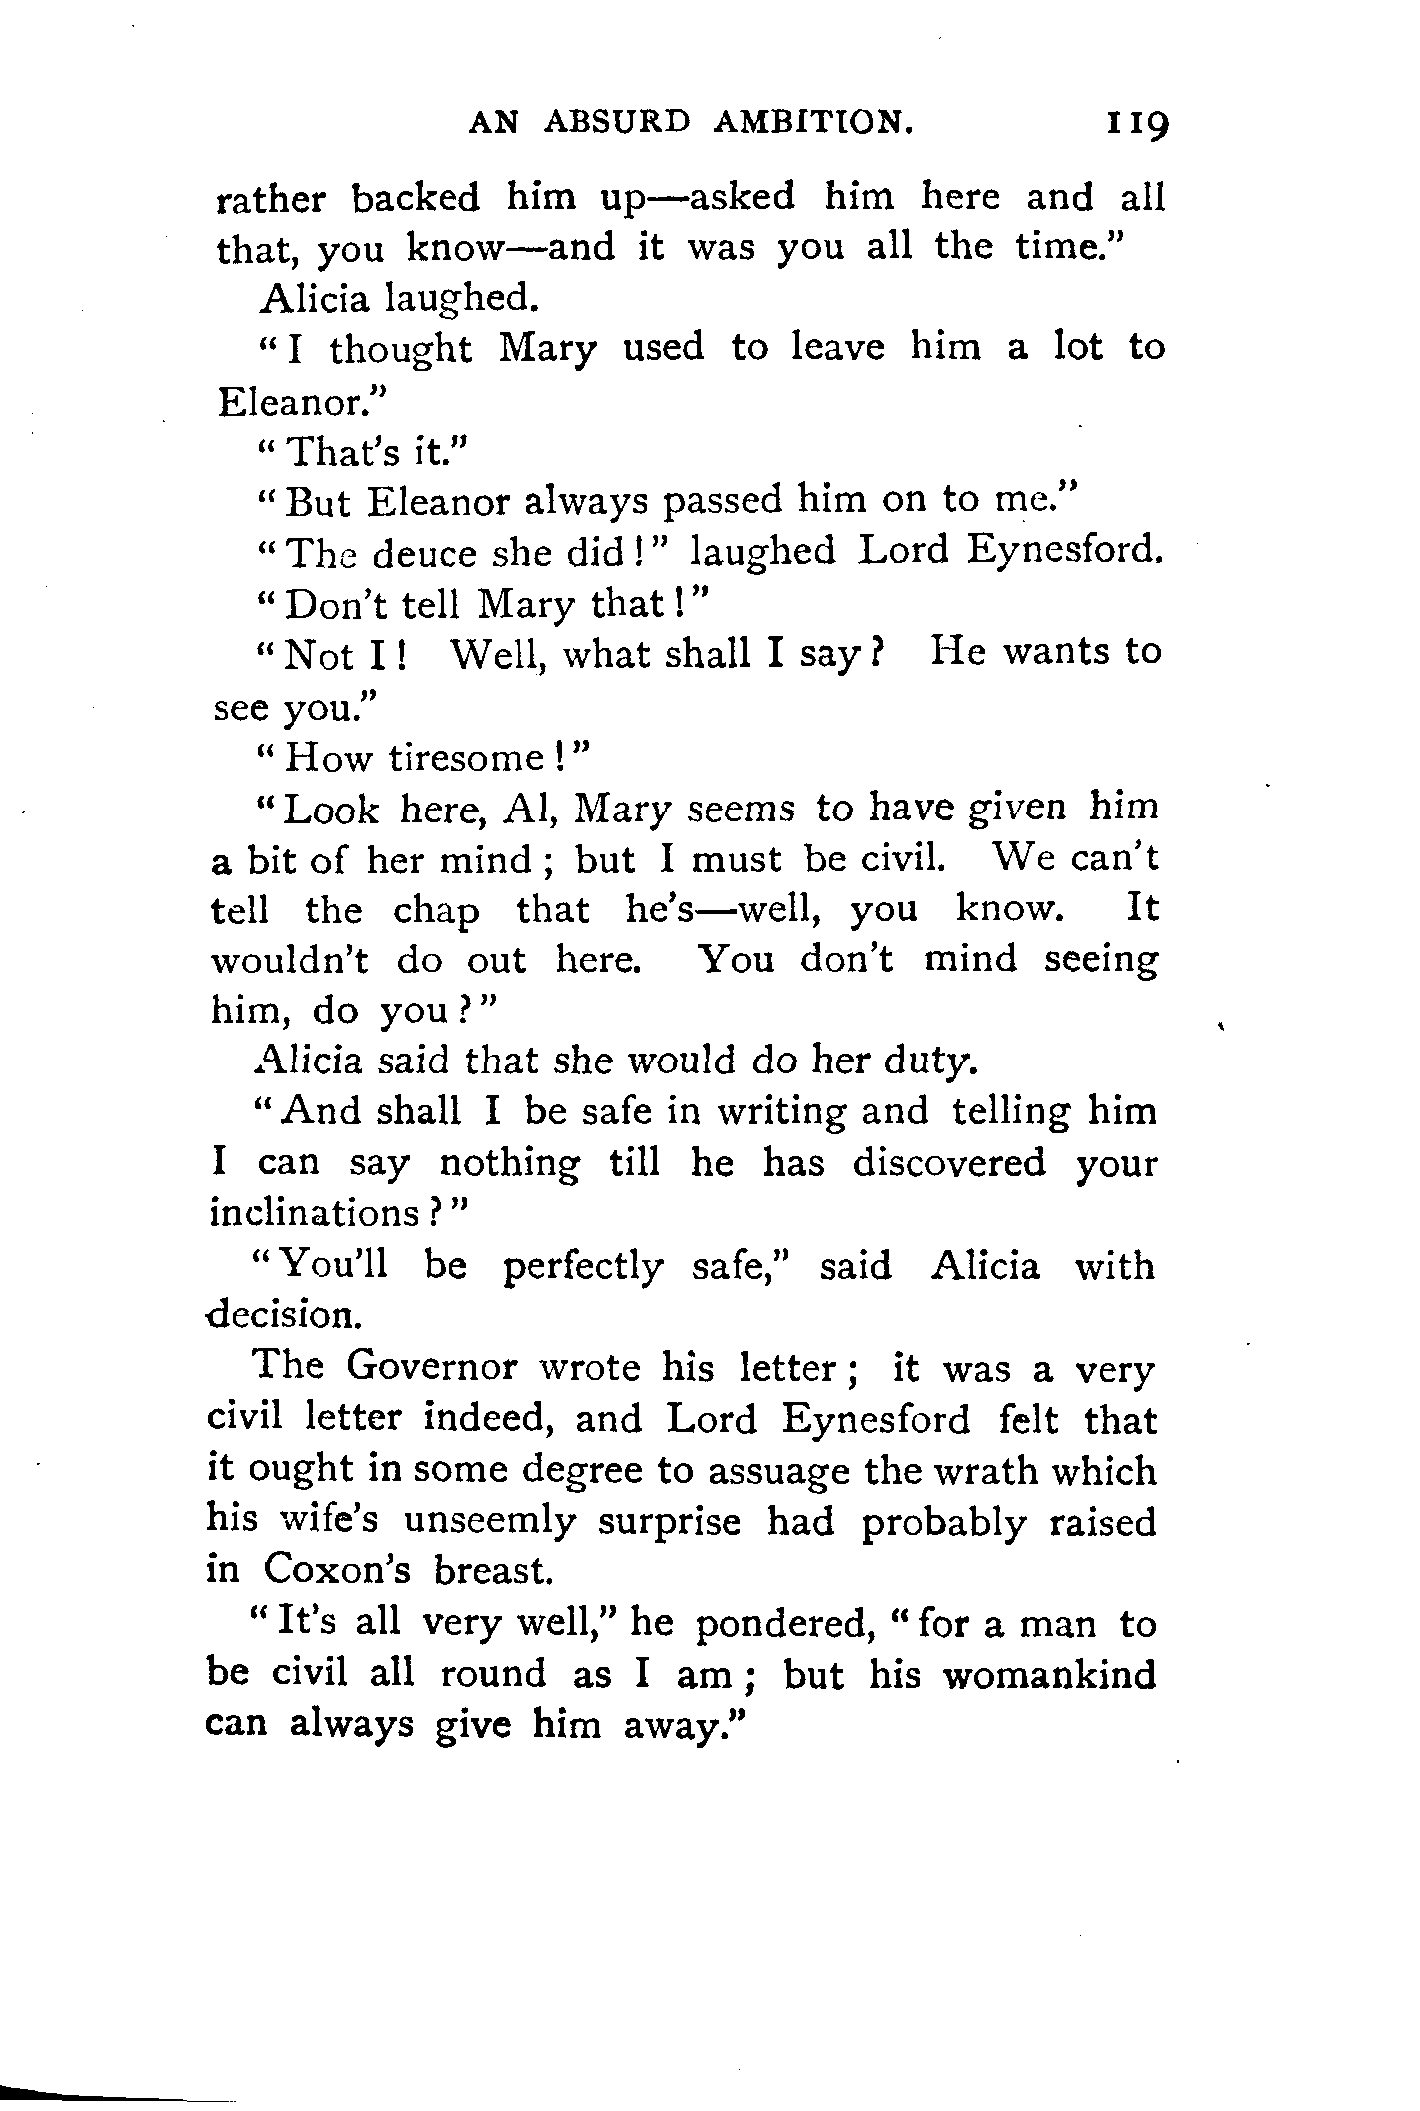 AN ABSURD AMBITION. 119
rather backed him up—asked him here and all
that, you know—and it was you all the time."
Alicia laughed.
"I thought Mary used to leave him a lot to
Eleanor."
"That's it."
"But Eleanor always passed him on to me."
"The deuce she did!" laughed Lord Eynesford.
"Don't tell Mary that!"
"Not I! Well, what shall I say? He wants to
see you."
"How tiresome!"
"Look here, Al, Mary seems to have given him
a bit of her mind; but I must be civil. We can't
tell the chap that he's—well, you know. It
wouldn't do out here. You don't mind seeing
him, do you?"
Alicia said that she would do her duty.
"And shall I be safe in writing and telling him
I can say nothing till he has discovered your
inclinations?"
"You'll be perfectly safe," said Alicia with
decision.
The Governor wrote his letter; it was a very
civil letter indeed, and Lord Eynesford felt that
it ought in some degree to assuage the wrath which
his wife's unseemly surprise had probably raised
in Coxon's breast.
"It's all very well," he pondered, "for a man to
be civil all round as I am; but his womankind
can always give him away."